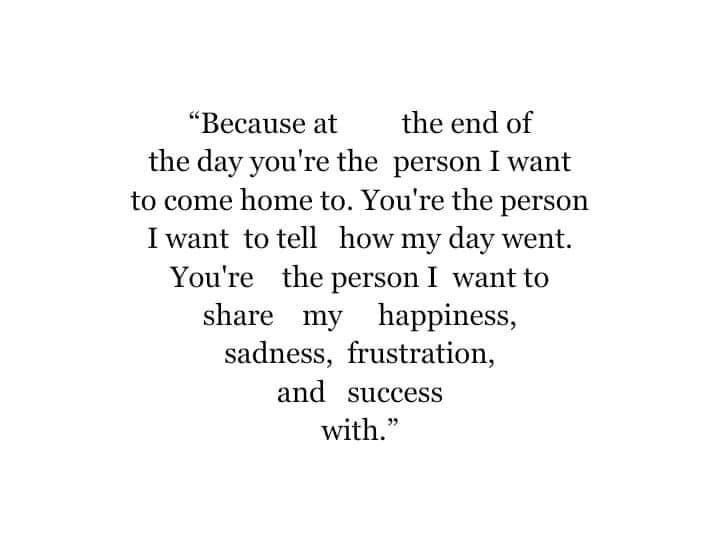 “Because at the end of
the day you're the person I want
to come home to. You're the person
I want to tell how my day went.
You're the person I want to
share my happiness,
sadness, frustration,
and success
with.”